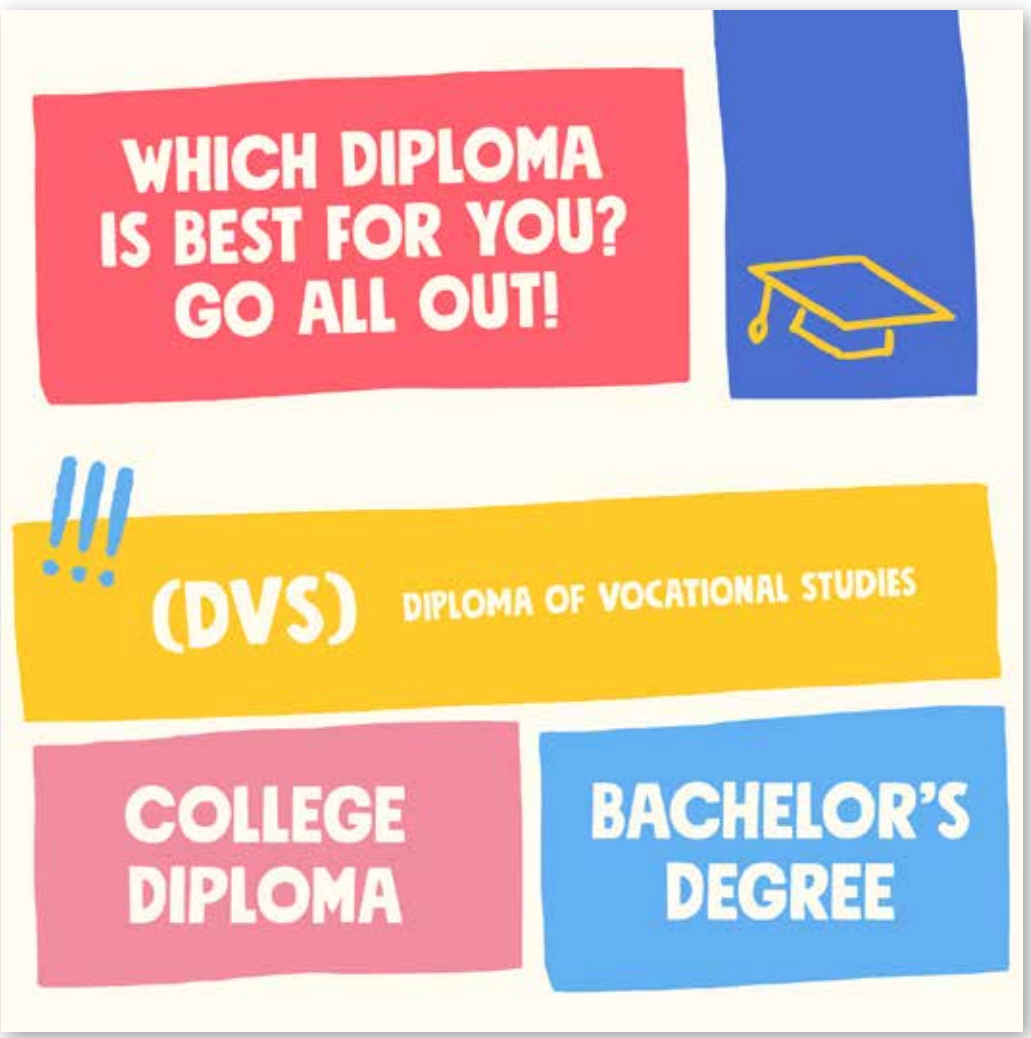 WHICH DIPLOMA
IS BEST FOR YOU?
GO ALL OUT!
!!!
(DVS) DIPLOMA OF VOCATIONAL STUDIES
COLLEGE
DIPLOMA
BACHELOR'S
DEGREE